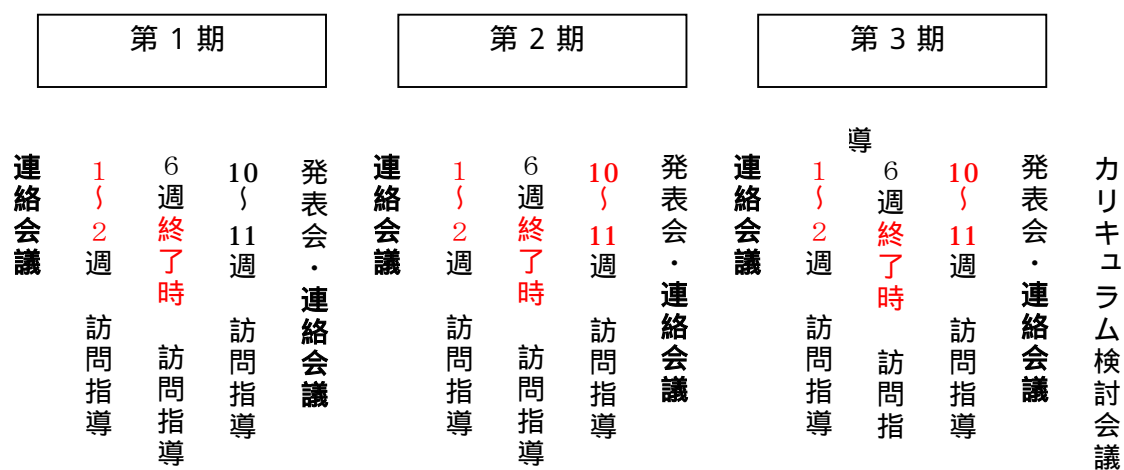 第１期
第２期
第３期
連絡会議
1～2週　訪問指導
6週終了時　訪問指導
10～11週　訪問指導
発表会・連絡会議
連絡会議
1～2週　訪問指導
6週終了時　訪問指導
10～11週　訪問指導
発表会・連絡会議
連絡会議
1～2週　訪問指導
6週終了時　訪問指
導
10～11週　訪問指導
発表会・連絡会議
カリキュラム検討会議